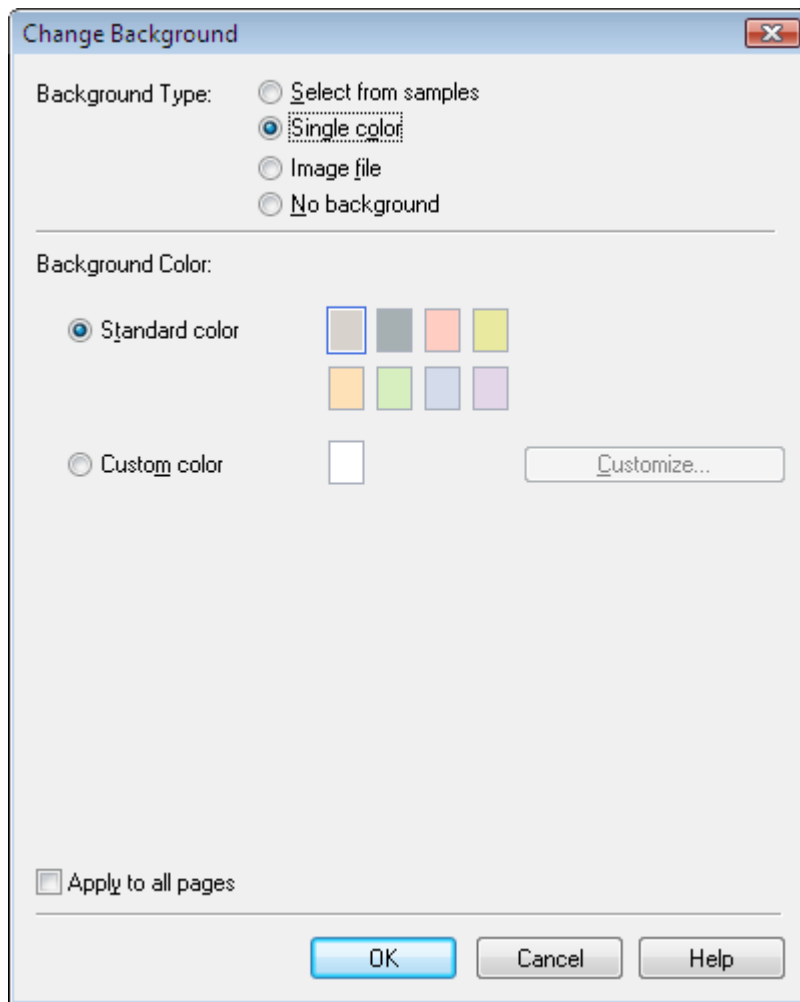 Change Background
Background Type:
Select from samples
Single color
Image file
No background
Background Color:
Standard color
Custom color
Customize...
Apply to all pages
OK
Cancel
Help